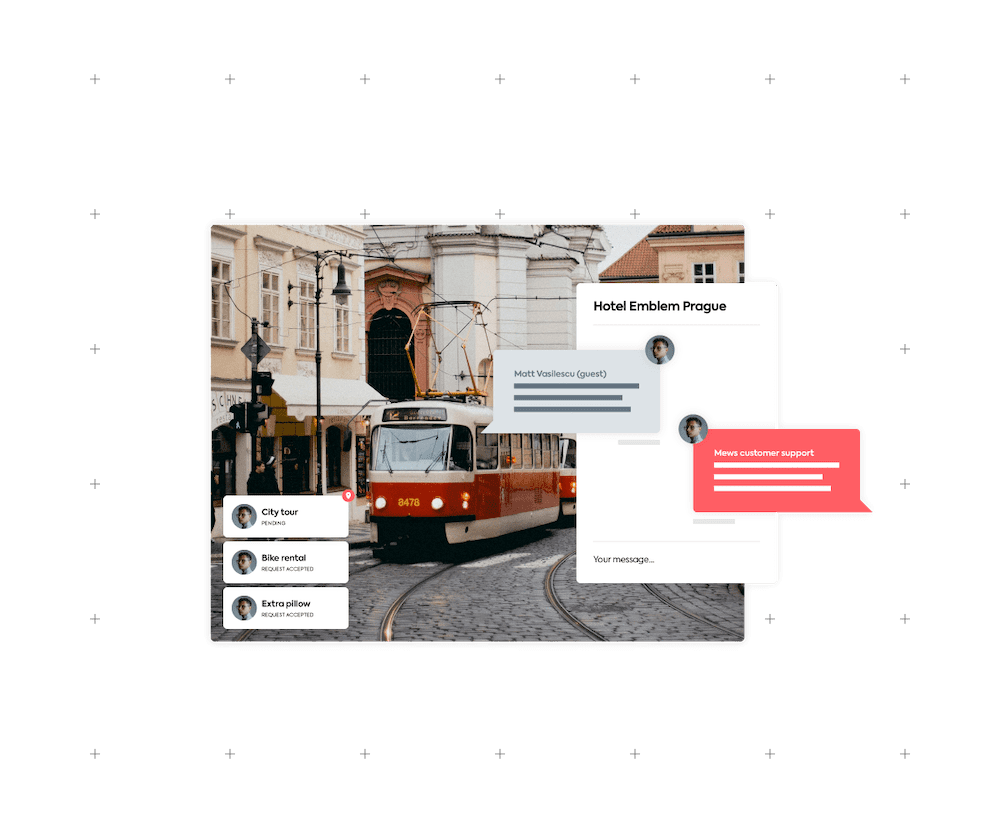 Hotel Emblem Prague
Matt Vasilescu (guest)
Mews customer support
8478
City tour
PENDING
Bike rental
REQUEST ACCEPTED
Your message...
Extra pillow
REQUEST ACCEPTED